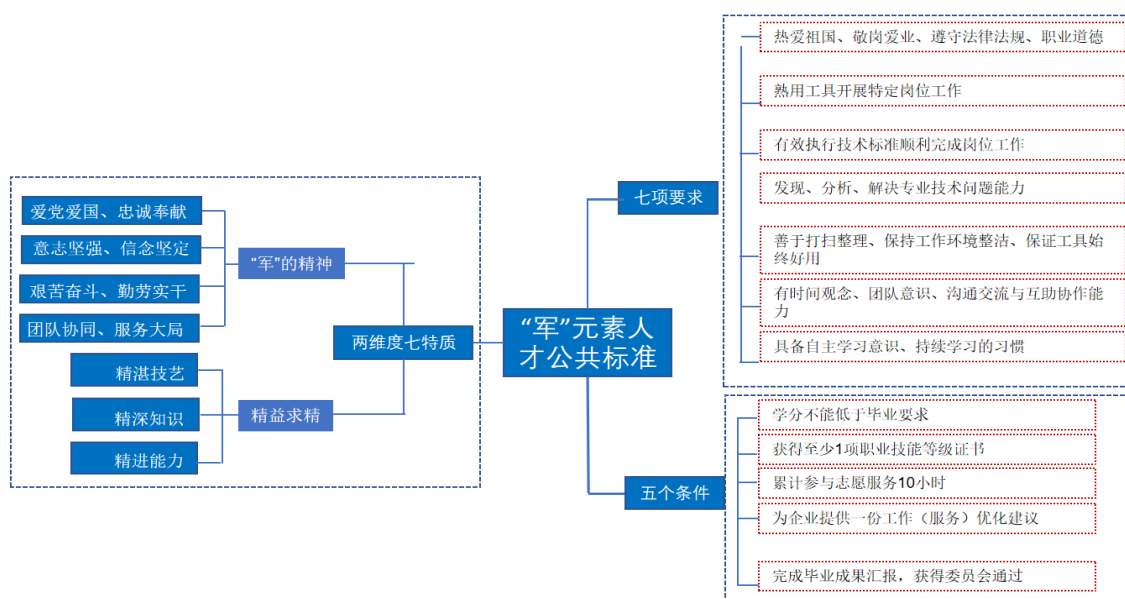 爱党爱国、忠诚奉献
意志坚强、信念坚定
艰苦奋斗、勤劳实干
团队协同、服务大局
精湛技艺
精深知识
精进能力
“军”的精神
精益求精
两维度七特质
“军”元素人
才公共标准
七项要求
五个条件
热爱祖国、敬岗爱业、遵守法律法规、职业道德
熟用工具开展特定岗位工作
有效执行技术标准顺利完成岗位工作
发现、分析、解决专业技术问题能力
善于打扫整理、保持工作环境整洁、保证工具始
终好用
有时间观念、团队意识、沟通交流与互助协作能
力
具备自主学习意识、持续学习的习惯
学分不能低于毕业要求
获得至少1项职业技能等级证书
累计参与志愿服务10小时
为企业提供一份工作（服务）优化建议
完成毕业成果汇报，获得委员会通过